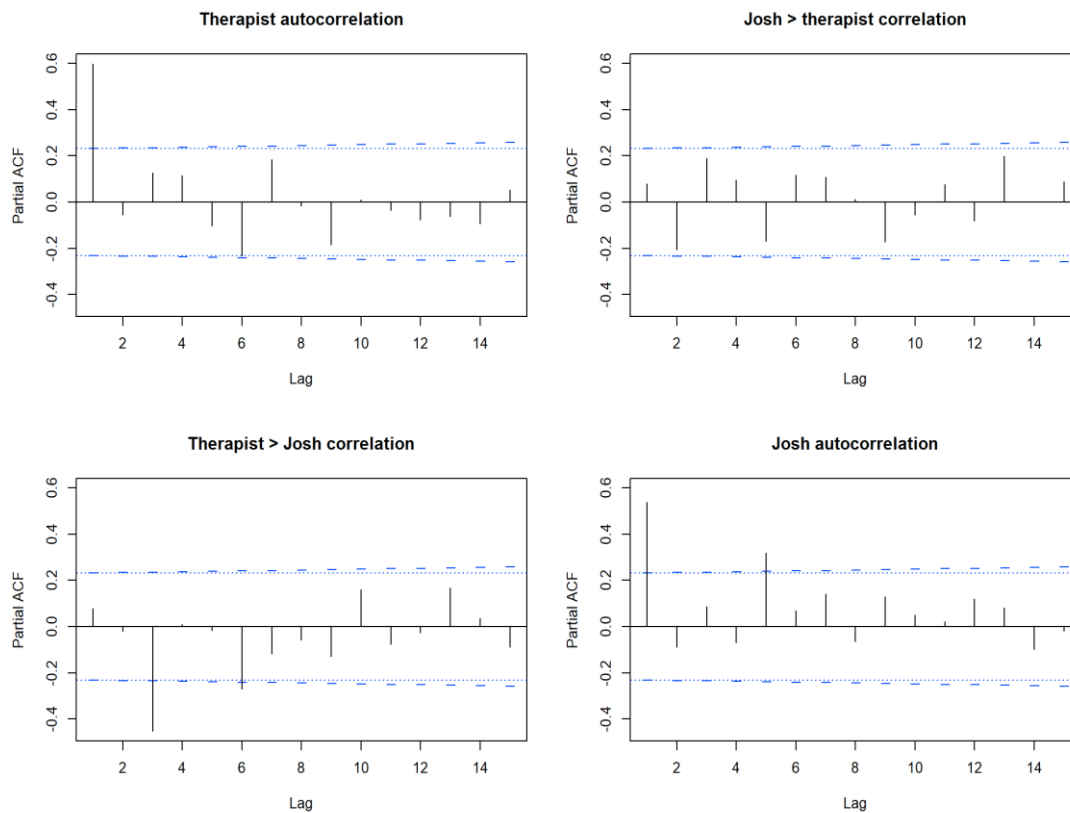 Therapist autocorrelation
Partial ACF
0.6
0.4
0.2
0.0
-0.2
-0.4
2 4 6 8 10 12 14
Lag
Josh > therapist correlation
Partial ACF
0.6
0.4
0.2
0.0
-0.2
-0.4
2 4 6 8 10 12 14
Lag
Therapist > Josh correlation
Partial ACF
0.6
0.4
0.2
0.0
-0.2
-0.4
2 4 6 8 10 12 14
Lag
Josh autocorrelation
Partial ACF
0.6
0.4
0.2
0.0
-0.2
-0.4
2 4 6 8 10 12 14
Lag